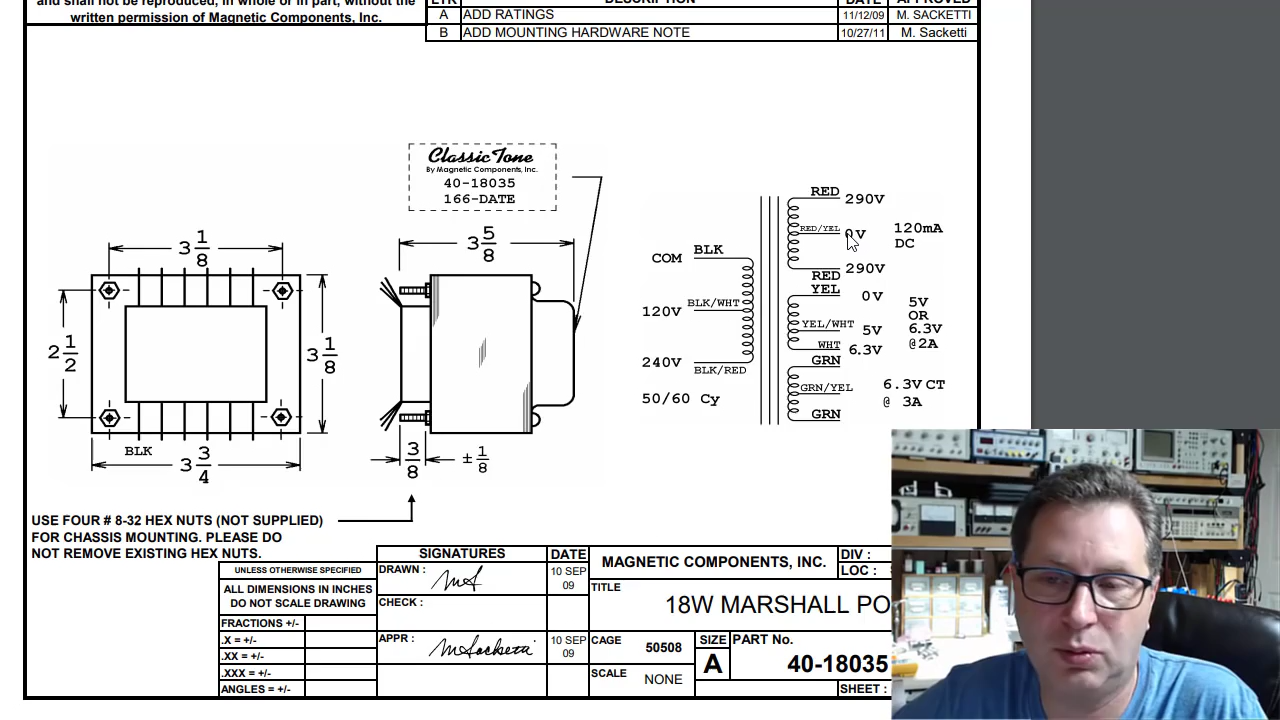 and shall not be reproduced, in whole or in part, without the
written permission of Magnetic Components, Inc.
LTR DESCRIPTION DATE APPROVED
A ADD RATINGS 11/12/09 M. SACKETTI
B ADD MOUNTING HARDWARE NOTE 10/27/11 M. Sacketti
Classic Tone
By Magnetic Components, Inc.
40-18035
166-DATE
3 1/8
3 5/8
2 1/2
3 1/8
BLK
3 3/4
3/8
± 1/8
COM BLK
BLK/WHT
120V
240V
BLK/RED
50/60 Cy
RED 290V
RED/YEL 0V
120mA
DC
290V
RED
YEL 0V
YEL/WHT 5V
WHT 6.3V
5V
OR
6.3V
@2A
GRN
GRN/YEL
GRN
6.3V CT
@ 3A
USE FOUR # 8-32 HEX NUTS (NOT SUPPLIED)
FOR CHASSIS MOUNTING. PLEASE DO
NOT REMOVE EXISTING HEX NUTS.
UNLESS OTHERWISE SPECIFIED
ALL DIMENSIONS IN INCHES
DO NOT SCALE DRAWING
FRACTIONS +/-
.X = +/-
.XX = +/-
.XXX = +/-
ANGLES = +/-
SIGNATURES DATE
DRAWN : 10 SEP
09
CHECK :
APPR : MSacketti 10 SEP
09
MAGNETIC COMPONENTS, INC.
DIV :
LOC :
TITLE
18W MARSHALL PO
CAGE 50508
SIZE A
PART No.
40-18035
SCALE NONE
SHEET :